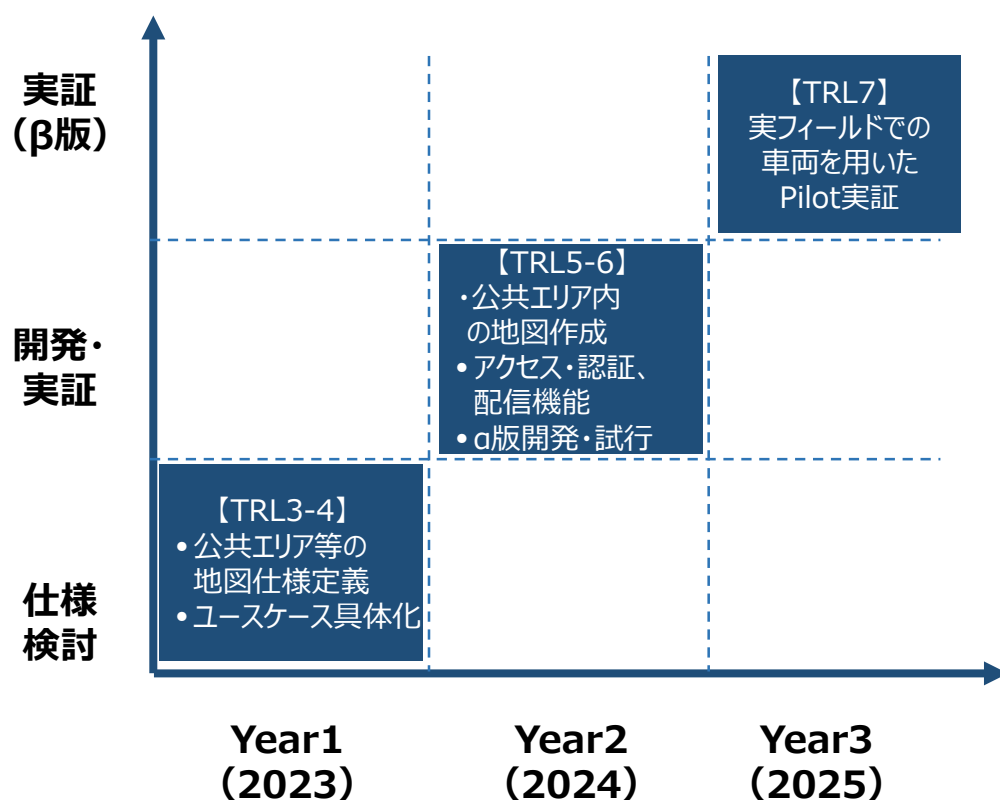 実証
(β版)
【TRL7】
実フィールドでの
車両を用いた
Pilot実証
開発・
実証
【TRL5-6】
・公共エリア内
の地図作成
•アクセス・認証、
配信機能
•α版開発・試行
仕様
検討
【TRL3-4】
•公共エリア等の
地図仕様定義
•ユースケース具体化
Year1
(2023)
Year2
(2024)
Year3
(2025)